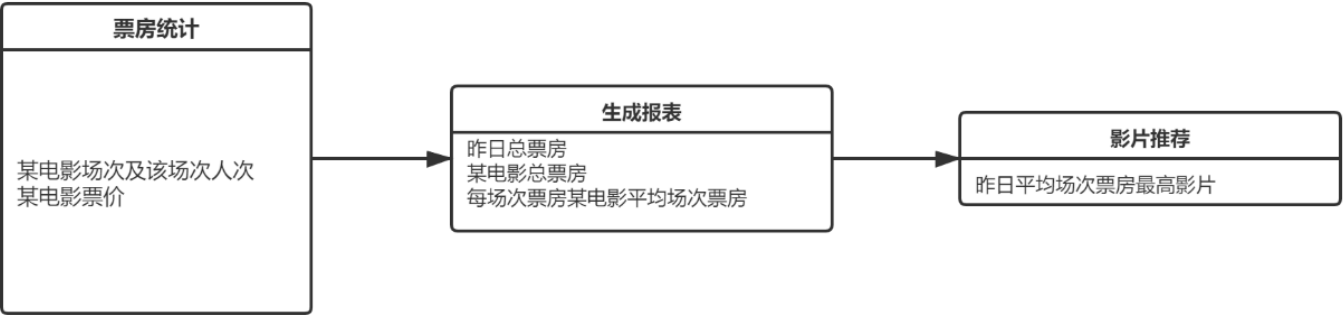 票房统计
某电影场次及该场次人次
某电影票价
生成报表
昨日总票房
某电影总票房
每场次票房某电影平均场次票房
影片推荐
昨日平均场次票房最高影片